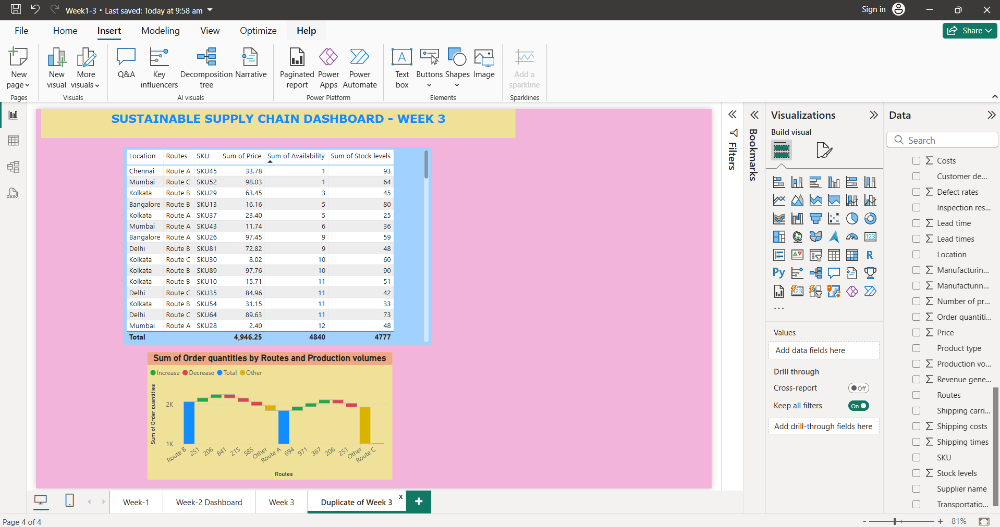 Week1-3 • Last saved: Today at 9:58 am
Sign in
File Home Insert Modeling View Optimize Help
Share
New page
New visual
More visuals
Q&A
Key influencers
Decomposition tree
Narrative
Paginated report
Power Apps
Power Automate
Text box
Buttons
Shapes
Image
Add a sparkline
Pages
Visuals
AI visuals
Power Platform
Elements
Sparklines
DAX
SUSTAINABLE SUPPLY CHAIN DASHBOARD - WEEK 3
Location Routes SKU Sum of Price Sum of Availability Sum of Stock levels
Chennai Route A SKU45 33.78 1 93
Mumbai Route C SKU52 98.03 1 64
Kolkata Route B SKU29 63.45 3 45
Bangalore Route B SKU13 16.16 5 80
Kolkata Route A SKU37 23.40 5 25
Mumbai Route A SKU43 11.74 6 36
Bangalore Route A SKU26 97.45 9 59
Delhi Route B SKU81 72.82 9 48
Kolkata Route C SKU30 8.02 10 60
Kolkata Route B SKU89 97.76 10 90
Kolkata Route B SKU10 15.71 11 51
Delhi Route C SKU35 84.96 11 42
Kolkata Route B SKU54 31.15 11 33
Delhi Route C SKU64 89.63 11 73
Mumbai Route A SKU28 2.40 12 48
Total 4,946.25 4840 4777
Sum of Order quantities by Routes and Production volumes
Increase Decrease Total Other
Sum of Order quantities
2K
1K
Route B 251 206 841 215 585 Other Route A 694 971 367 206 251 Other Route C
Routes
Filters
Bookmarks
Visualizations
Build visual
123
R
Py
123
...
Values
Add data fields here
Drill through
Cross-report Off
Keep all filters On
Add drill-through fields here
Data
Search
Σ Costs
Customer de...
Σ Defect rates
Inspection res...
Σ Lead time
Σ Lead times
Location
Σ Manufacturin...
Σ Manufacturin...
Σ Number of pr...
Σ Order quantiti...
Σ Price
Product type
Σ Production vo...
Σ Revenue gene...
Routes
Shipping carri...
Σ Shipping costs
Σ Shipping times
SKU
Σ Stock levels
Supplier name
Transportatio...
Week-1 Week-2 Dashboard Week 3 Duplicate of Week 3 x +
Page 4 of 4
- + 81%